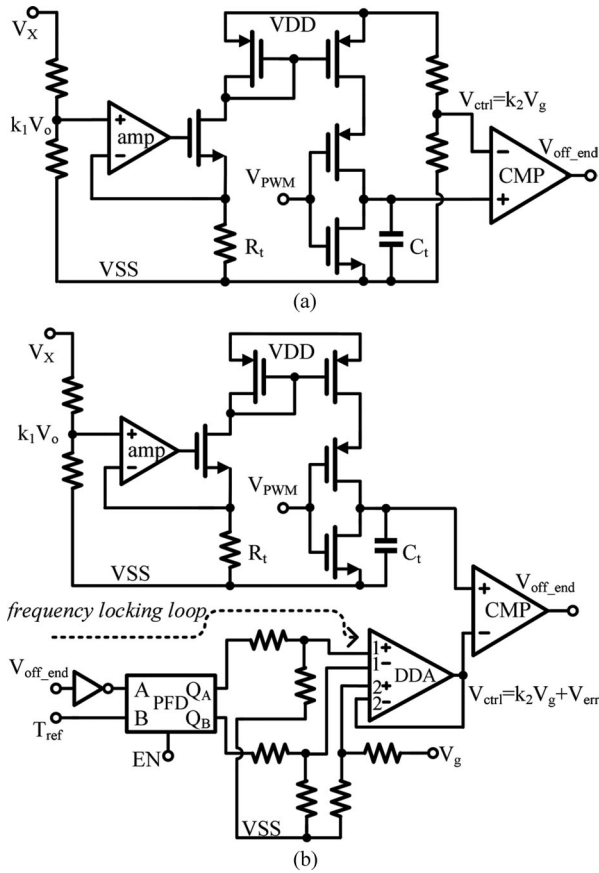 V_X
VDD
k_1V_o
+
amp
−
V_ctrl=k_2V_g
V_off_end
−
CMP
+
V_PWM
R_t
C_t
VSS
(a)
V_X
VDD
k_1V_o
+
amp
−
V_PWM
R_t
C_t
VSS
V_off_end
+
CMP
−
frequency locking loop
V_off_end
A Q_A
PFD
B Q_B
T_ref
EN
1+
1−
DDA
2+
2−
V_ctrl=k_2V_g+V_err
V_g
VSS
(b)